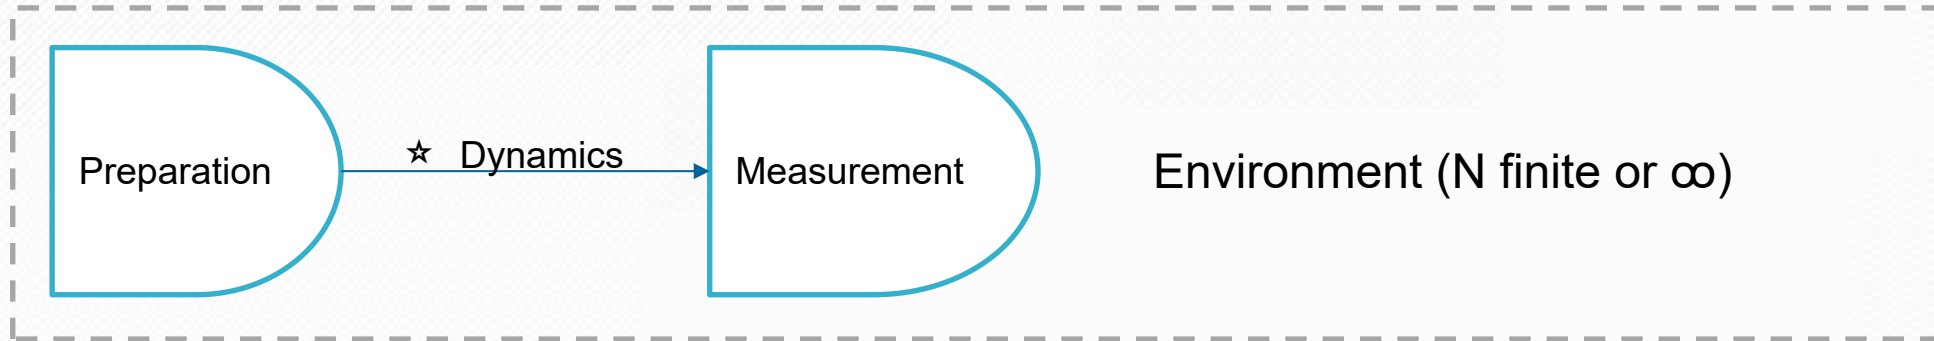 Preparation
☆ Dynamics
Measurement
Environment (N finite or ∞)